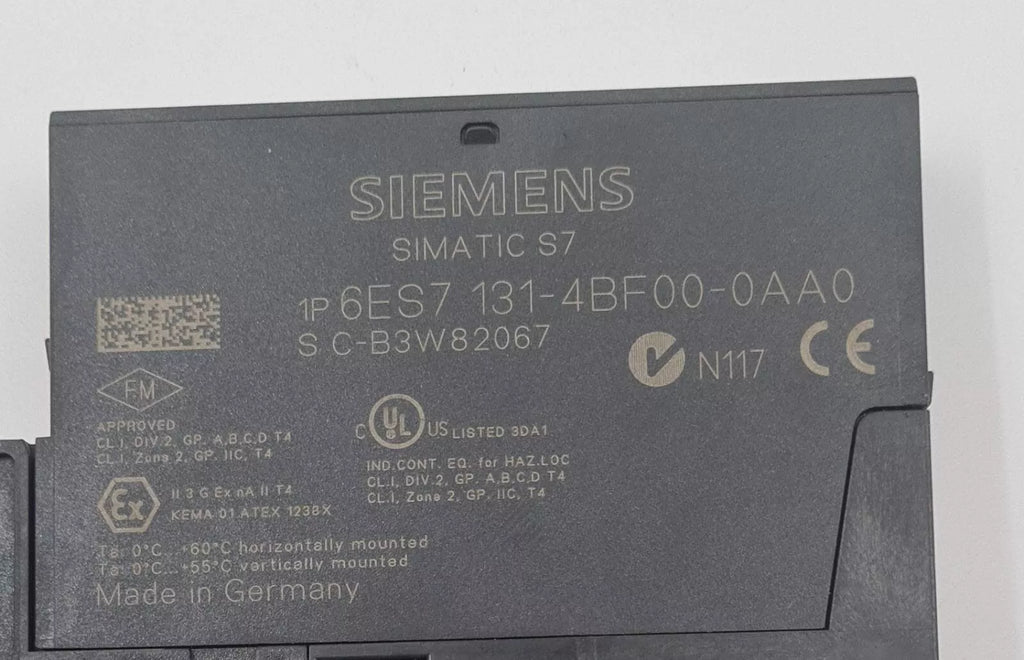 SIEMENS
SIMATIC S7
1P 6ES7 131-4BF00-0AA0
S C-B3W82067
N117 CE
FM
APPROVED
CL.I, DIV.2, GP. A,B,C,D T4
CL.I, Zone 2, GP. IIC, T4
C UL US LISTED 3DA1
IND.CONT. EQ. for HAZ.LOC
CL.I, DIV.2, GP. A,B,C,D T4
CL.I, Zone 2, GP. IIC, T4
Ex II 3 G Ex nA II T4
KEMA 01 ATEX 1238X
Ta: 0°C...+60°C horizontally mounted
Ta: 0°C...+55°C vertically mounted
Made in Germany